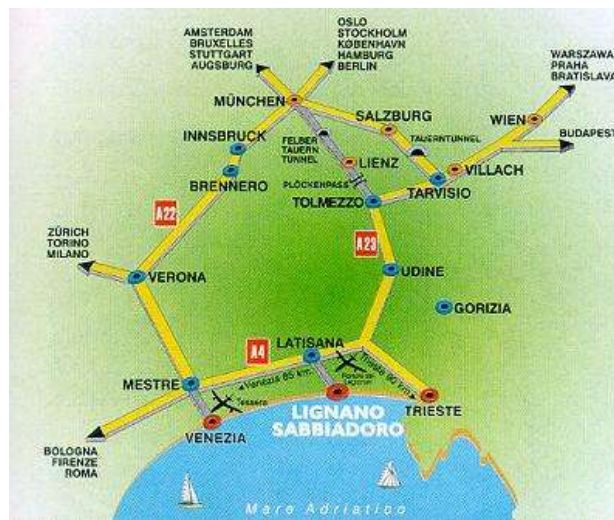 AMSTERDAM
BRUXELLES
STUTTGART
AUGSBURG
OSLO
STOCKHOLM
KØBENHAVN
HAMBURG
BERLIN
WARSZAWA
PRAHA
BRATISLAVA
MÜNCHEN
SALZBURG
WIEN
BUDAPEST
INNSBRUCK
FELBER
TAUERN
TUNNEL
TAUERNTUNNEL
LIENZ
VILLACH
BRENNERO
PLÖCKENPASS
TARVISIO
TOLMEZZO
A22
A23
ZÜRICH
TORINO
MILANO
VERONA
UDINE
GORIZIA
LATISANA
A4
Venezia 85 km
Trieste 90 km
MESTRE
Tessera
LIGNANO
SABBIADORO
TRIESTE
VENEZIA
BOLOGNA
FIRENZE
ROMA
Mare Adriatico